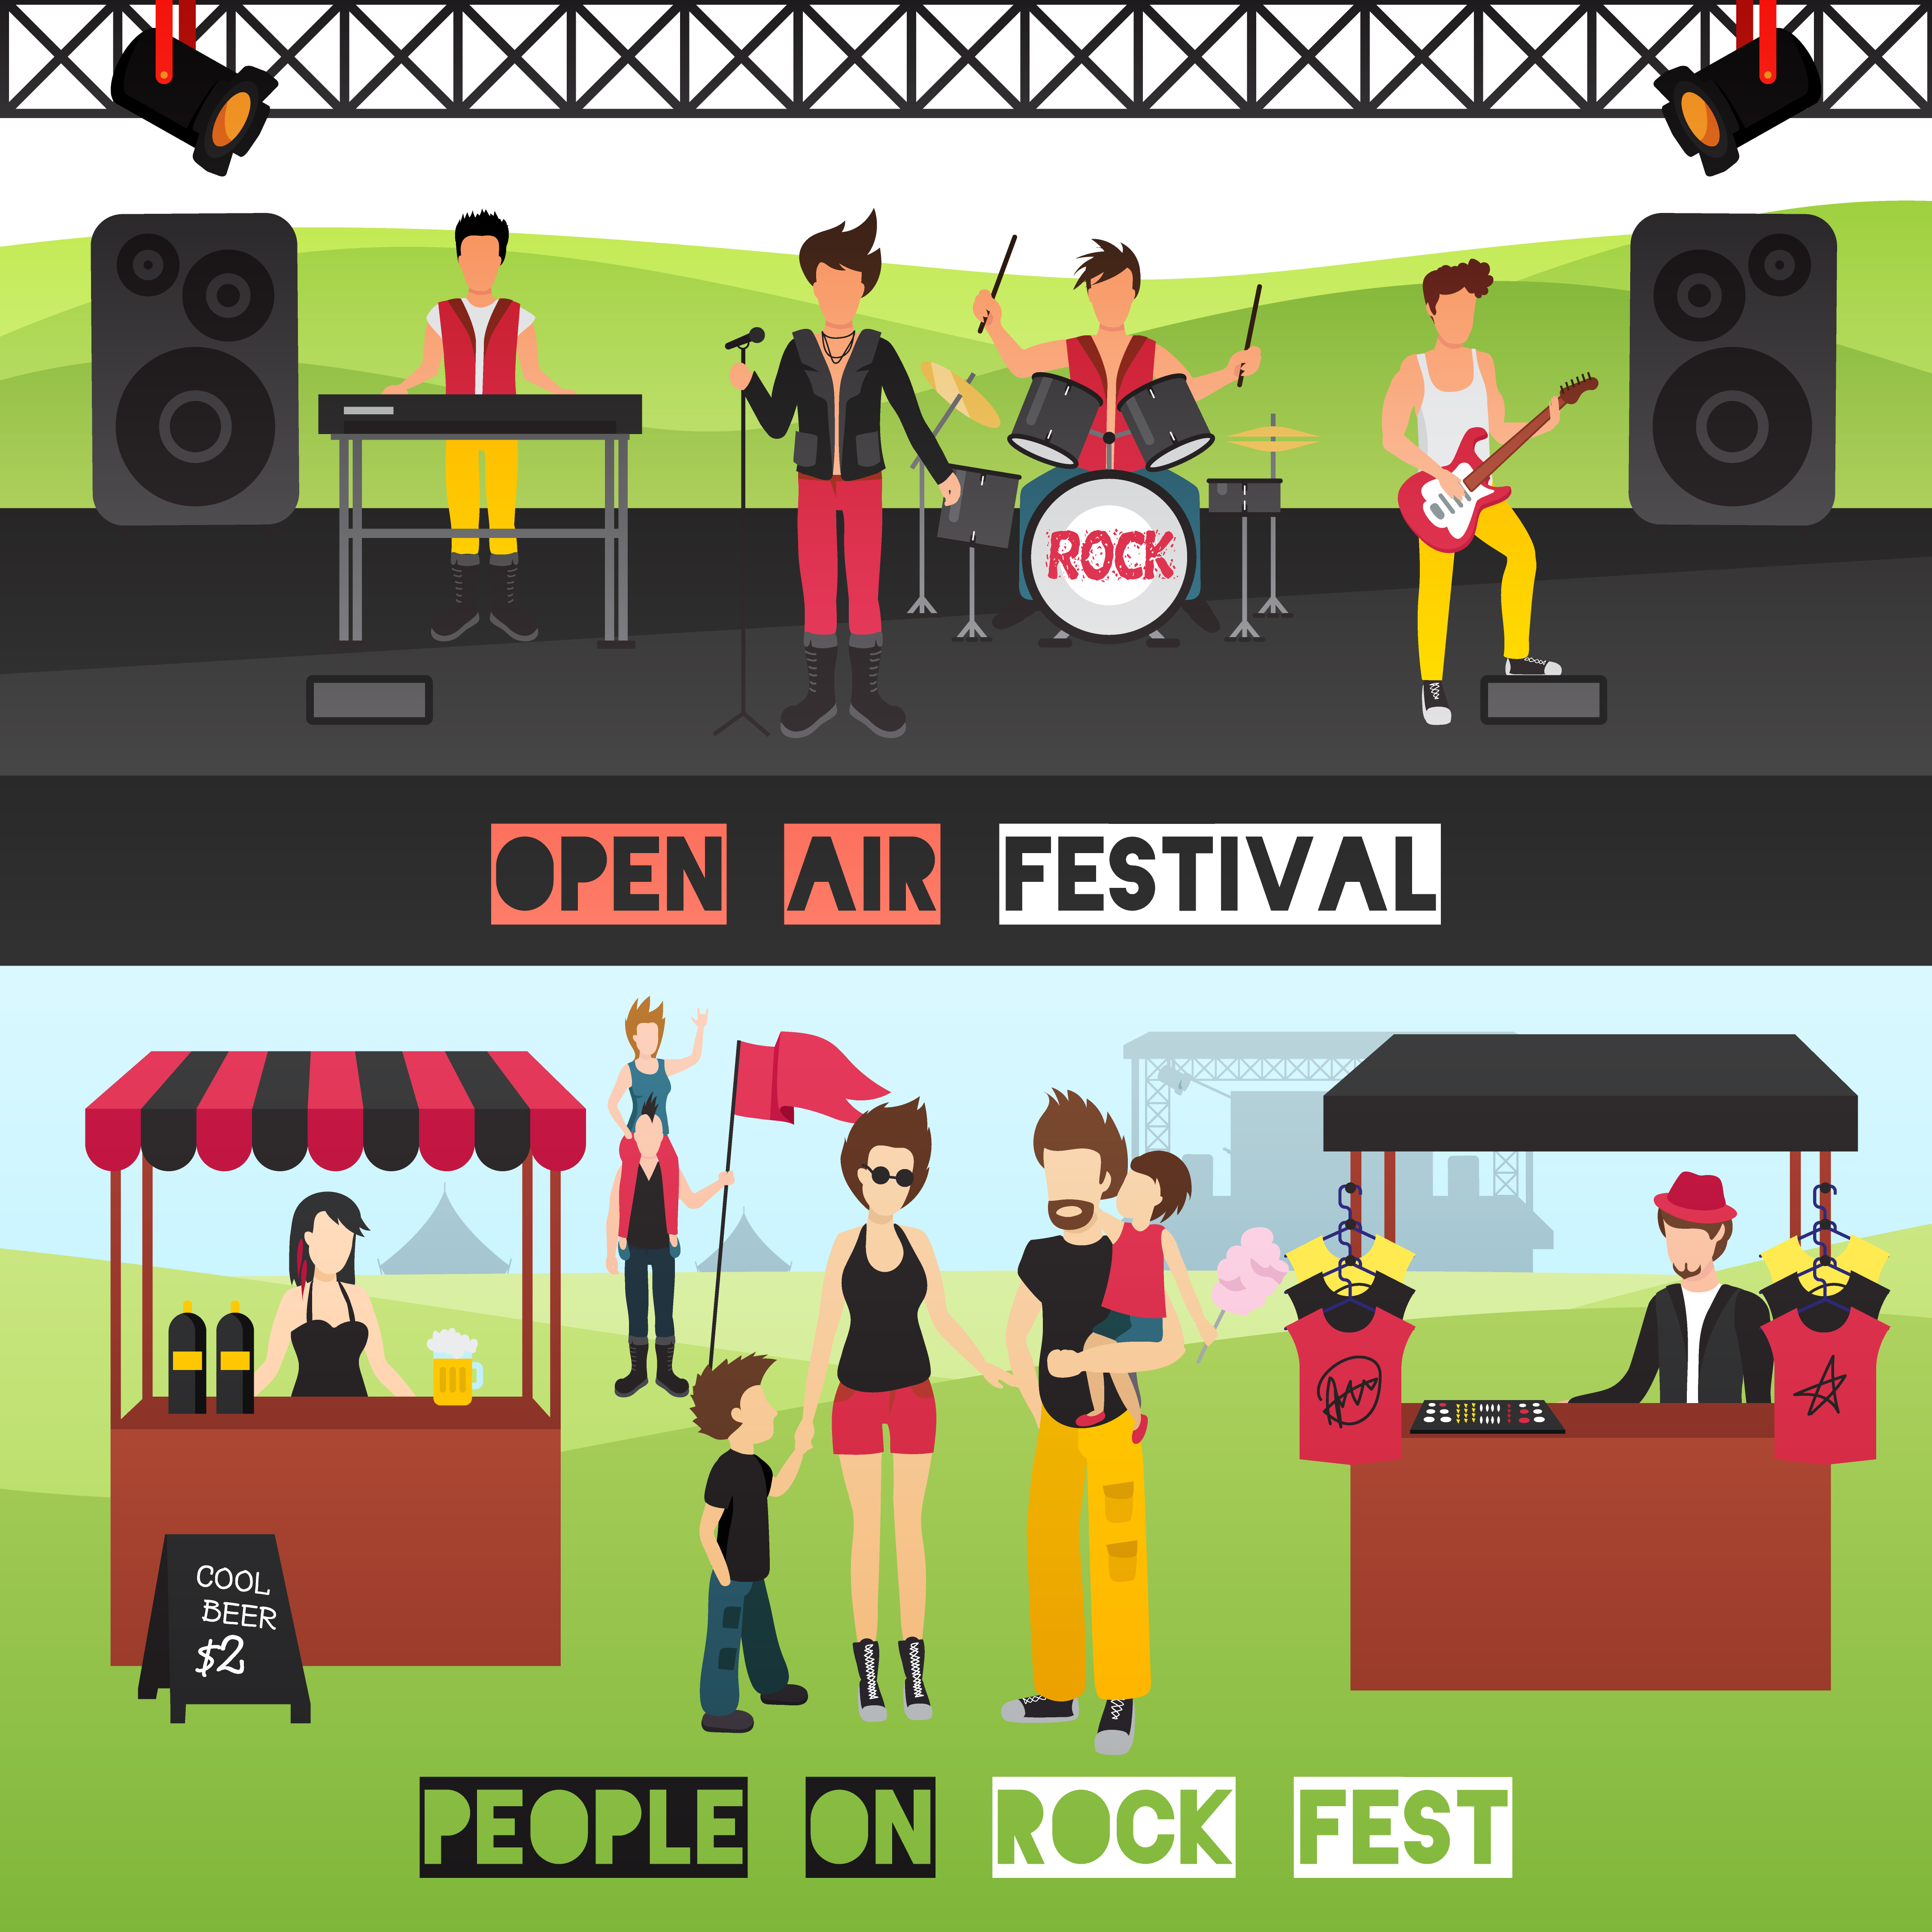 ROCK
OPEN AIR FESTIVAL
COOL
BEER
$2
PEOPLE ON ROCK FEST